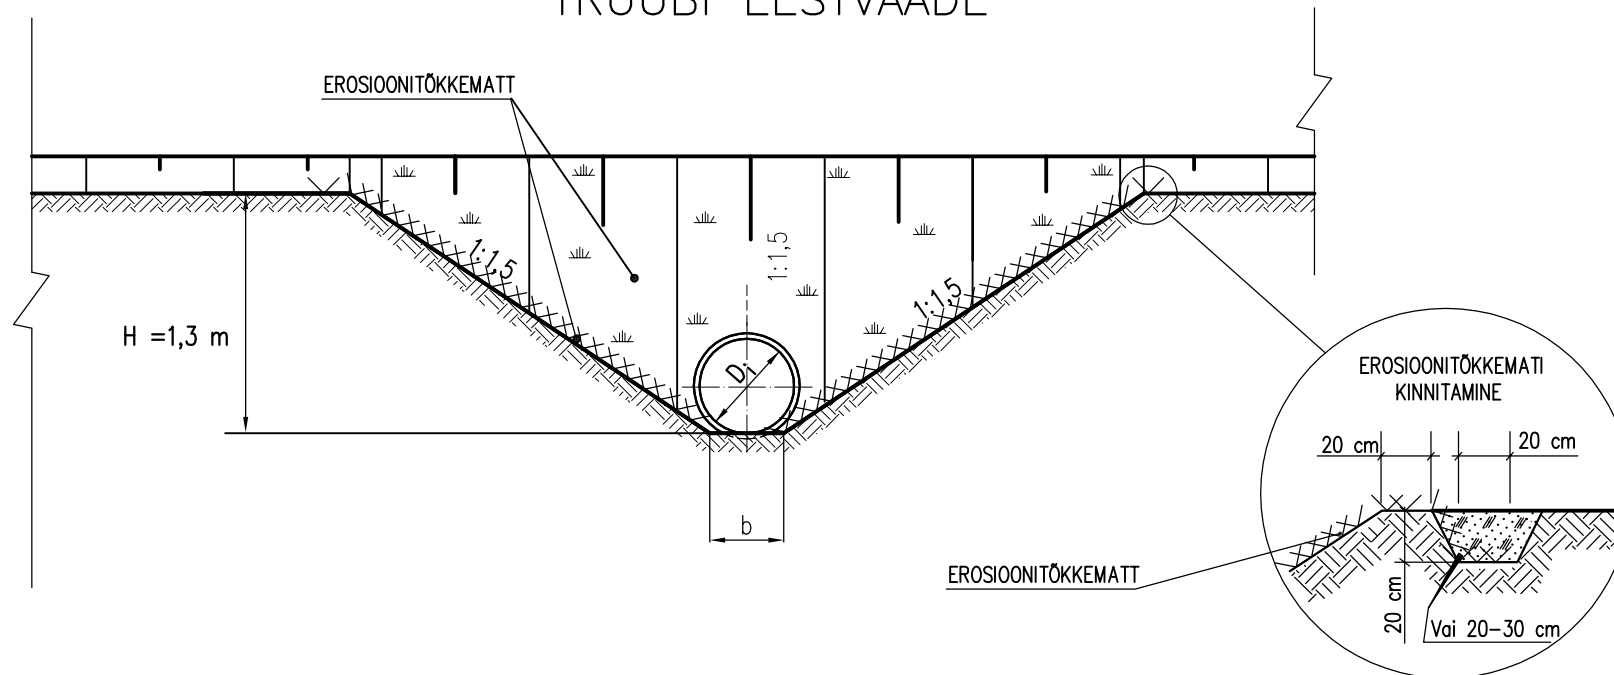 TRUUBI EESTVAADE
EROSIOONITÕKKEMATT
1:1,5
1:1,5
1:1,5
H =1,3 m
Di
b
EROSIOONITÕKKEMATI
KINNITAMINE
20 cm
20 cm
EROSIOONITÕKKEMATT
20 cm
Vai 20-30 cm